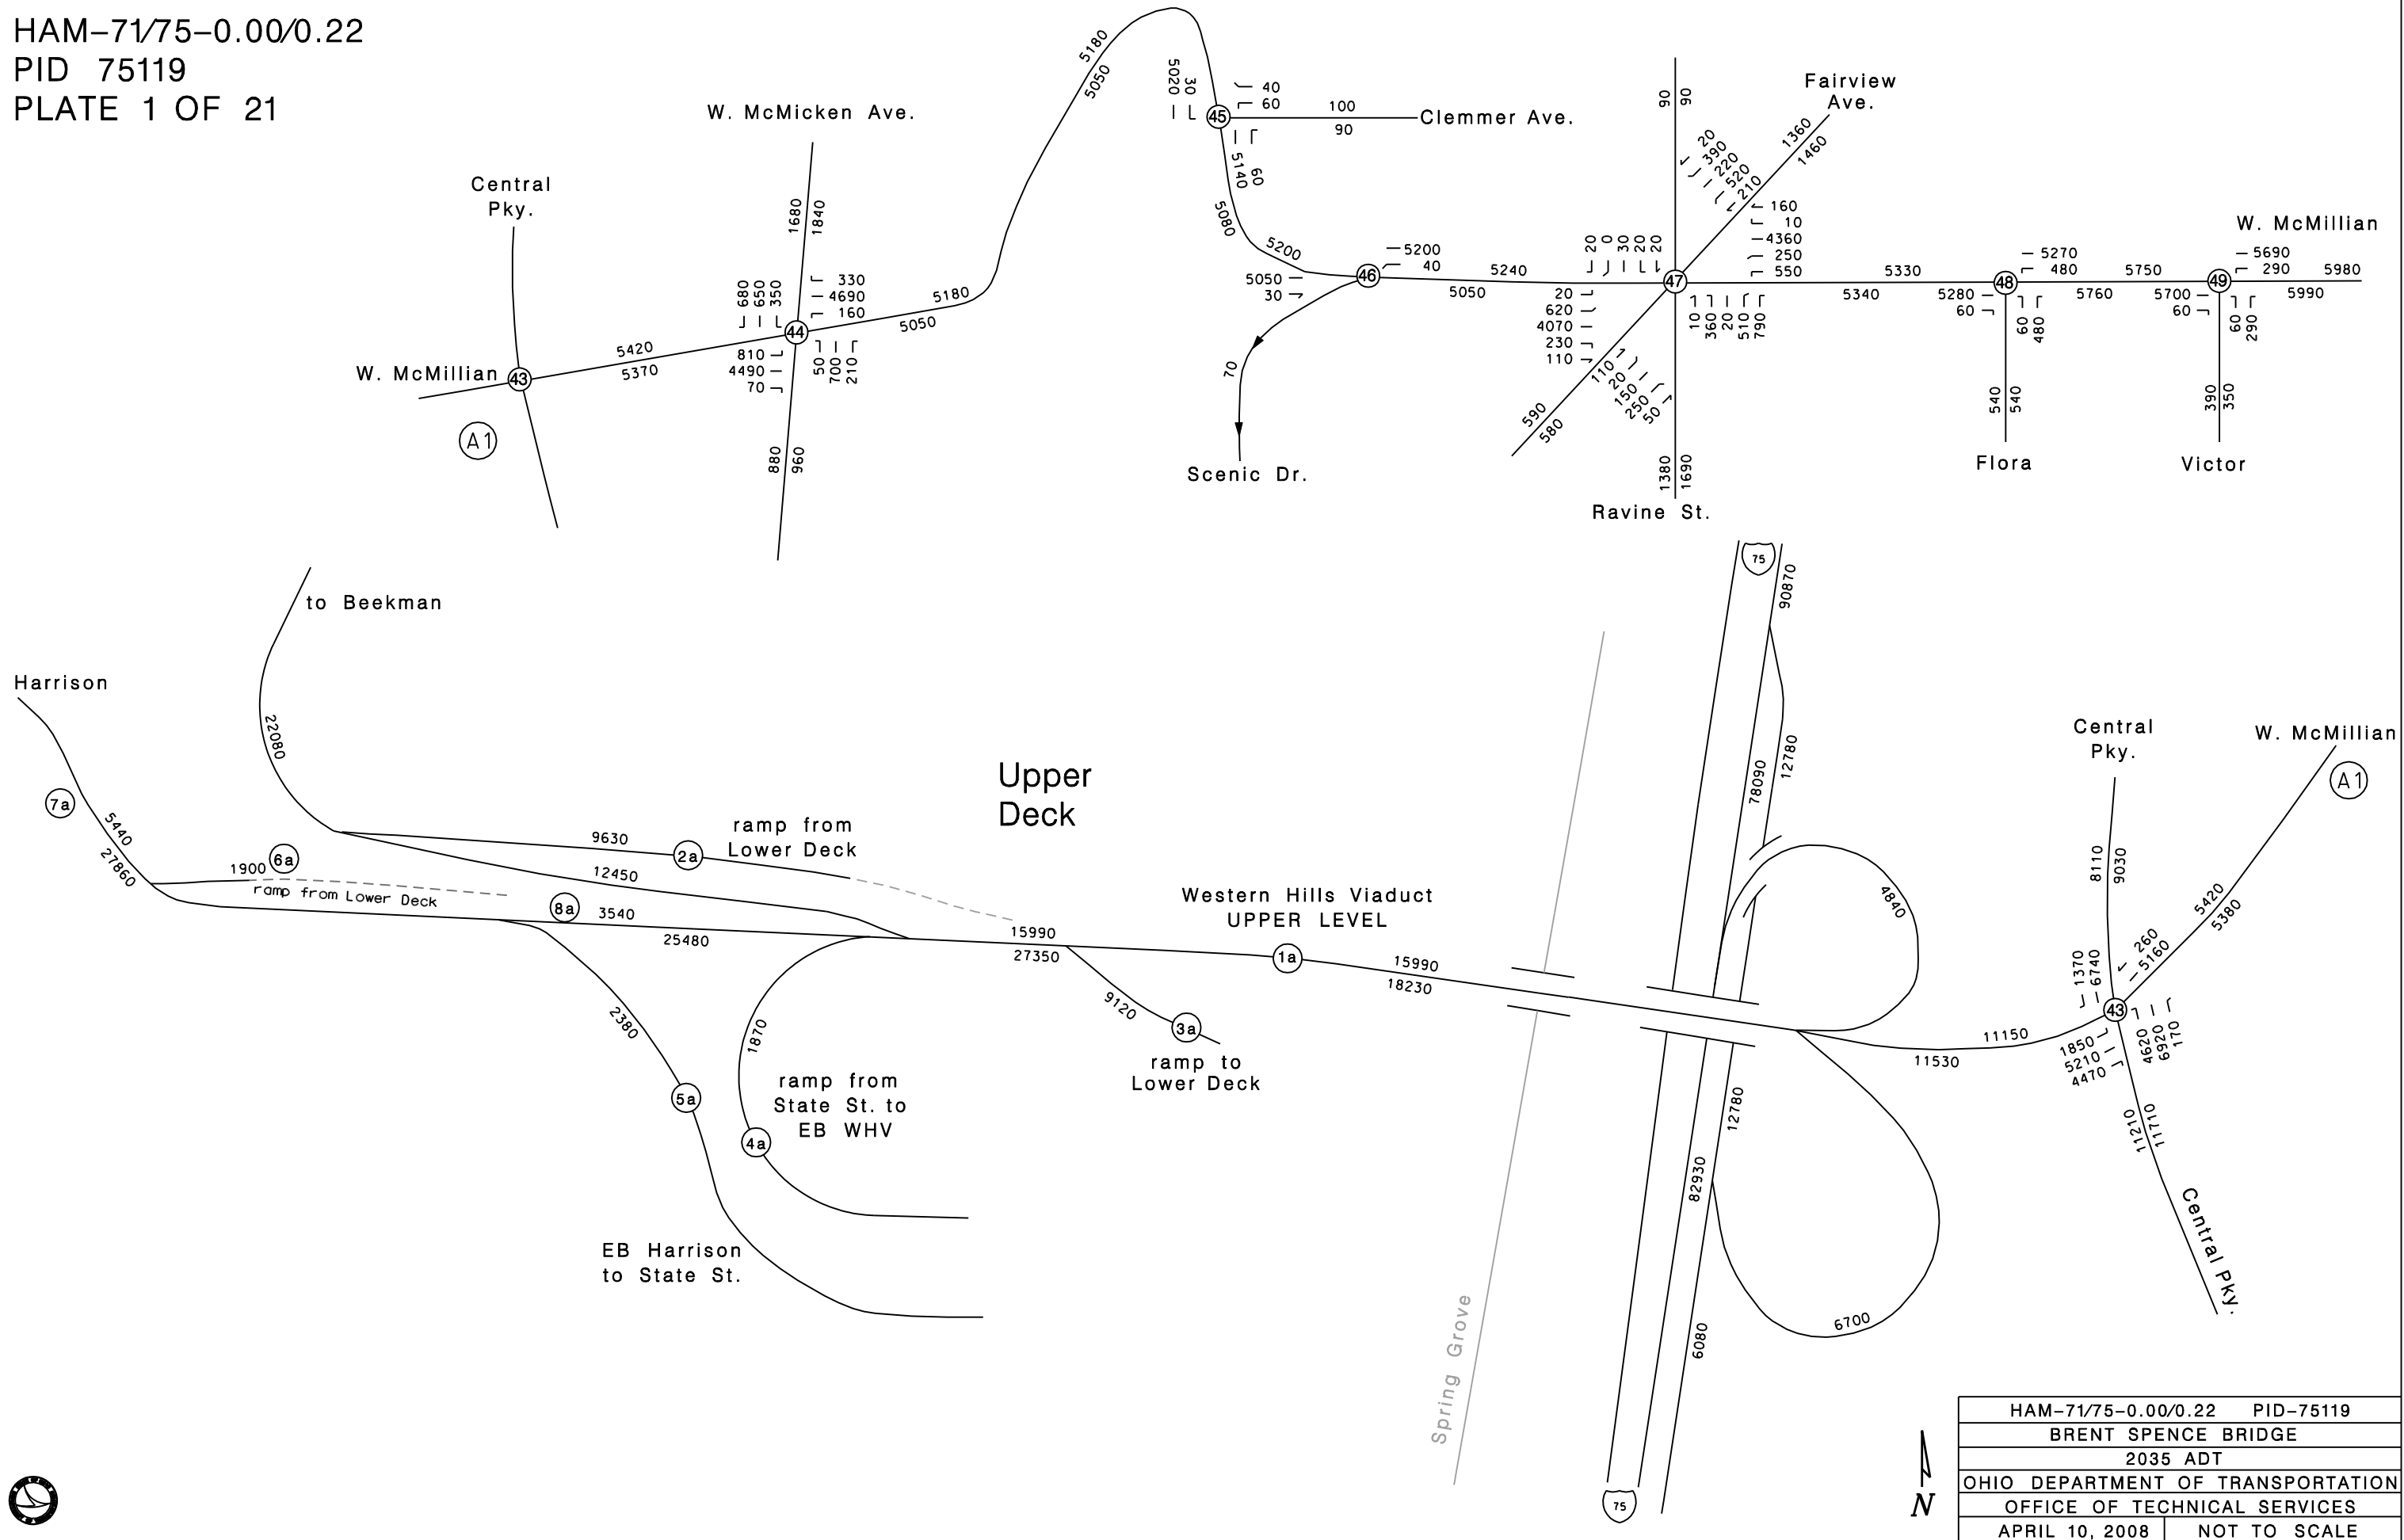 HAM-71/75-0.00/0.22
PID 75119
PLATE 1 OF 21
Central
Pky.
W. McMillian
43
A1
5420
5370
W. McMicken Ave.
1680
1840
680
650
350
330
4690
160
44
810
4490
70
50
700
210
880
960
5180
5050
5180
5050
5020
30
40
60
45
100
90
Clemmer Ave.
5140
60
5080
5200
5050
30
46
5200
40
70
Scenic Dr.
5240
5050
90
90
Fairview
Ave.
1360
1460
20
390
220
520
210
20
0
30
20
20
160
10
4360
250
550
47
20
620
4070
230
110
10
360
20
510
790
110
20
150
250
50
590
580
1380
1690
Ravine St.
5330
5340
5270
480
48
5280
60
60
480
540
540
Flora
5750
5760
W. McMillian
5690
290
49
5700
60
60
290
5980
5990
390
350
Victor
to Beekman
Harrison
22080
7a
5440
27860
1900
6a
ramp from Lower Deck
9630
2a
ramp from
Lower Deck
12450
8a
3540
25480
Upper
Deck
15990
27350
2380
5a
EB Harrison
to State St.
1870
4a
ramp from
State St. to
EB WHV
9120
3a
ramp to
Lower Deck
Western Hills Viaduct
UPPER LEVEL
1a
15990
18230
Spring Grove
75
90870
78090
12780
4840
12780
82930
6080
6700
75
11150
11530
Central
Pky.
W. McMillian
A1
8110
9030
5420
5380
1370
6740
260
5160
43
1850
5210
4470
4620
6920
170
11210
11710
Central Pky.
N
HAM-71/75-0.00/0.22 PID-75119
BRENT SPENCE BRIDGE
2035 ADT
OHIO DEPARTMENT OF TRANSPORTATION
OFFICE OF TECHNICAL SERVICES
APRIL 10, 2008 NOT TO SCALE